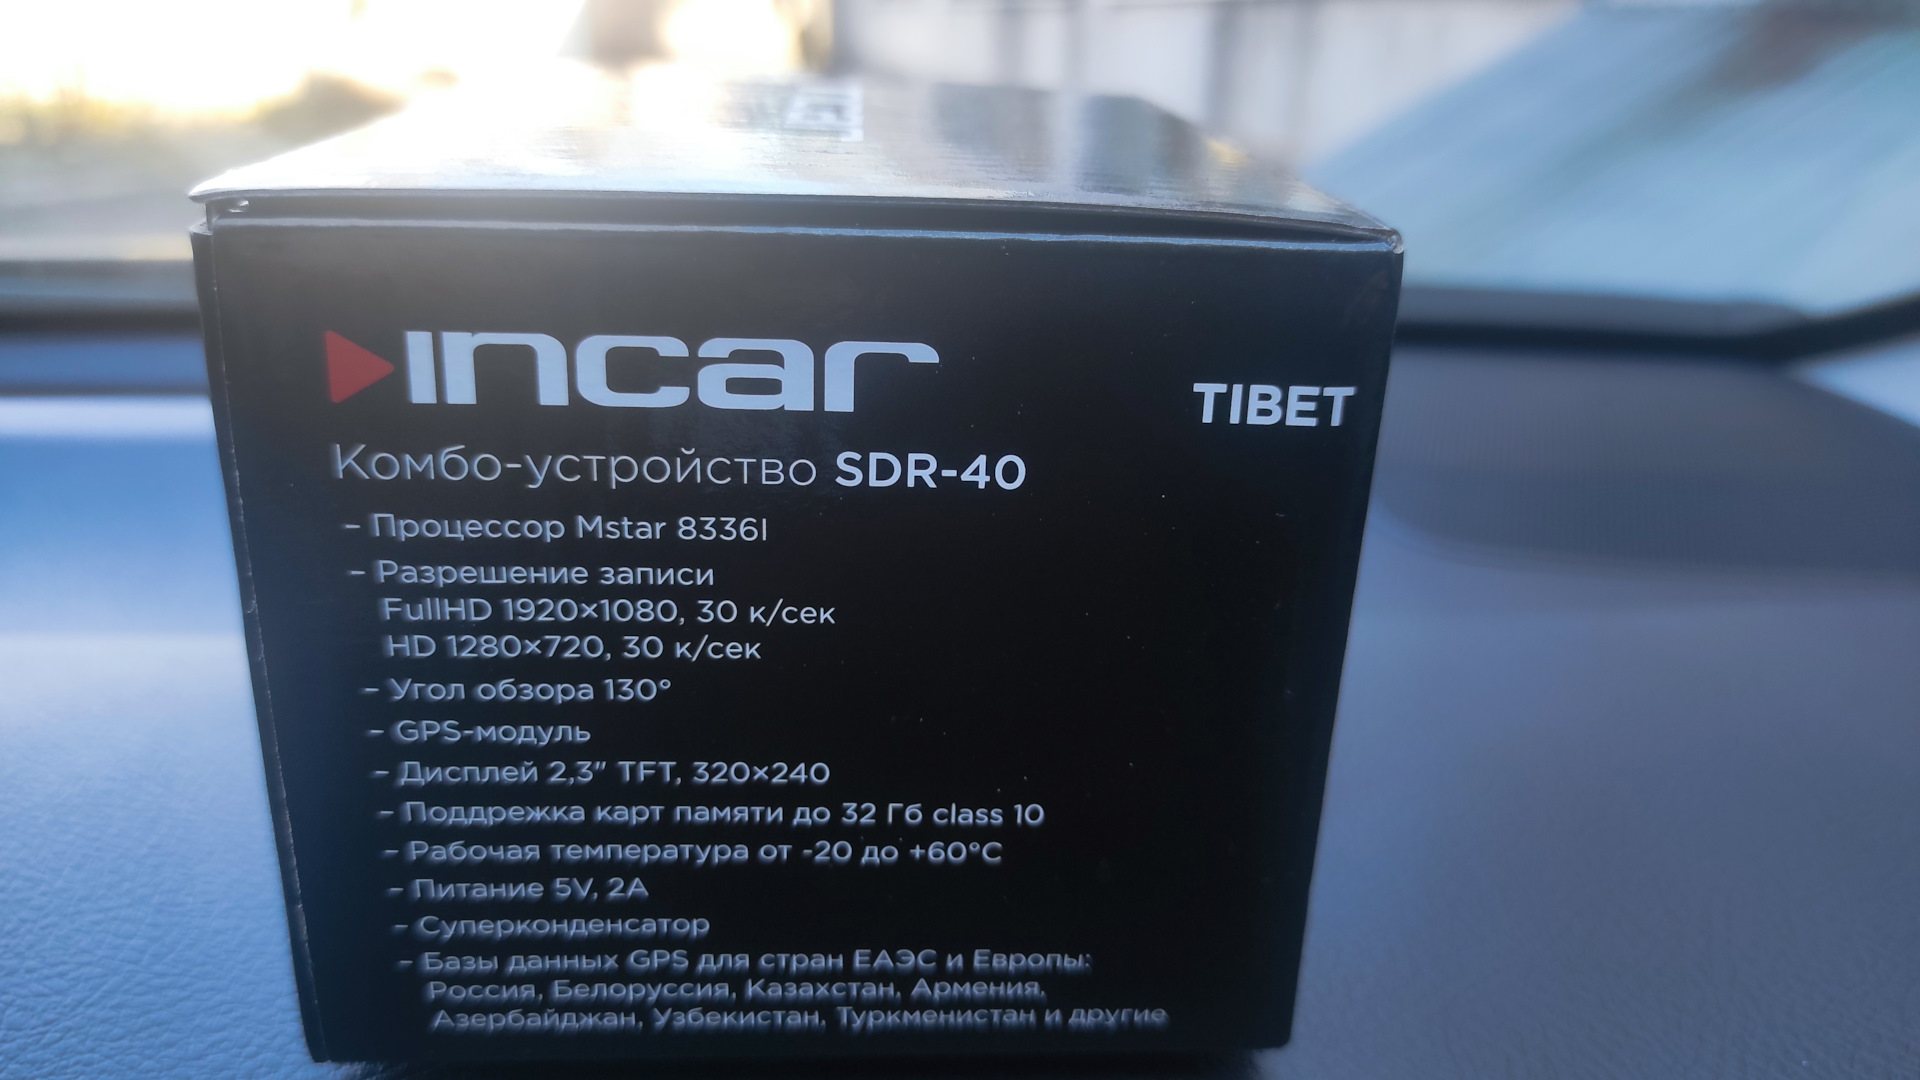 incar
TIBET
Комбо-устройство SDR-40
– Процессор Mstar 8336I
– Разрешение записи
FullHD 1920×1080, 30 к/сек
HD 1280×720, 30 к/сек
– Угол обзора 130°
– GPS-модуль
– Дисплей 2,3" TFT, 320×240
– Поддрежка карт памяти до 32 Гб class 10
– Рабочая температура от -20 до +60°C
– Питание 5V, 2A
– Суперконденсатор
– Базы данных GPS для стран ЕАЭС и Европы:
Россия, Белоруссия, Казахстан, Армения,
Азербайджан, Узбекистан, Туркменистан и другие